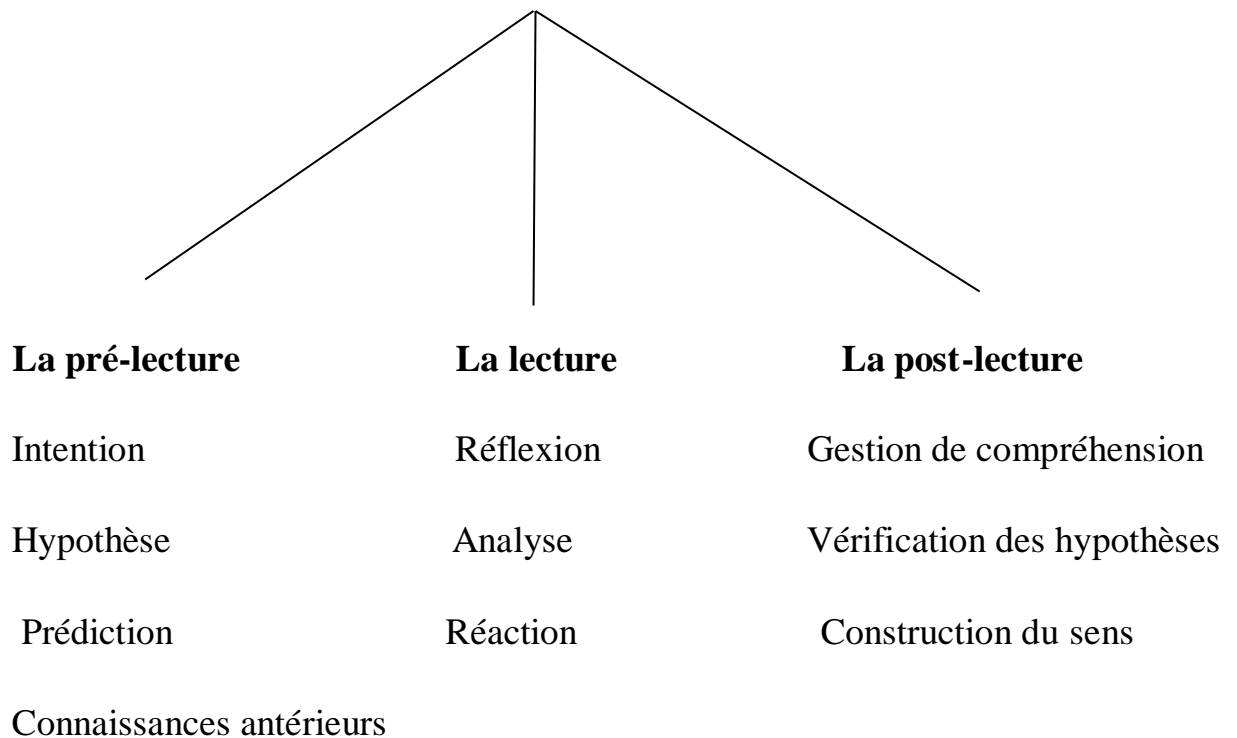 La pré-lecture La lecture La post-lecture
Intention Réflexion Gestion de compréhension
Hypothèse Analyse Vérification des hypothèses
Prédiction Réaction Construction du sens
Connaissances antérieurs